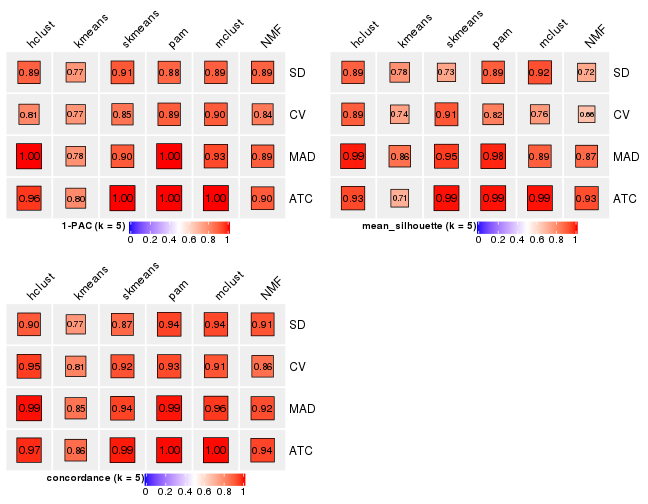 hclust kmeans skmeans pam mclust NMF
0.89 0.77 0.91 0.88 0.89 0.89 SD
0.81 0.77 0.85 0.89 0.90 0.84 CV
1.00 0.78 0.90 1.00 0.93 0.89 MAD
0.96 0.80 1.00 1.00 1.00 0.90 ATC
1-PAC (k = 5)
0 0.2 0.4 0.6 0.8 1
hclust kmeans skmeans pam mclust NMF
0.89 0.78 0.73 0.89 0.92 0.72 SD
0.89 0.74 0.91 0.82 0.76 0.66 CV
0.99 0.86 0.95 0.98 0.89 0.87 MAD
0.93 0.71 0.99 0.99 0.99 0.93 ATC
mean_silhouette (k = 5)
0 0.2 0.4 0.6 0.8 1
hclust kmeans skmeans pam mclust NMF
0.90 0.77 0.87 0.94 0.94 0.91 SD
0.95 0.81 0.92 0.93 0.91 0.86 CV
0.99 0.85 0.94 0.99 0.96 0.92 MAD
0.97 0.86 0.99 1.00 1.00 0.94 ATC
concordance (k = 5)
0 0.2 0.4 0.6 0.8 1